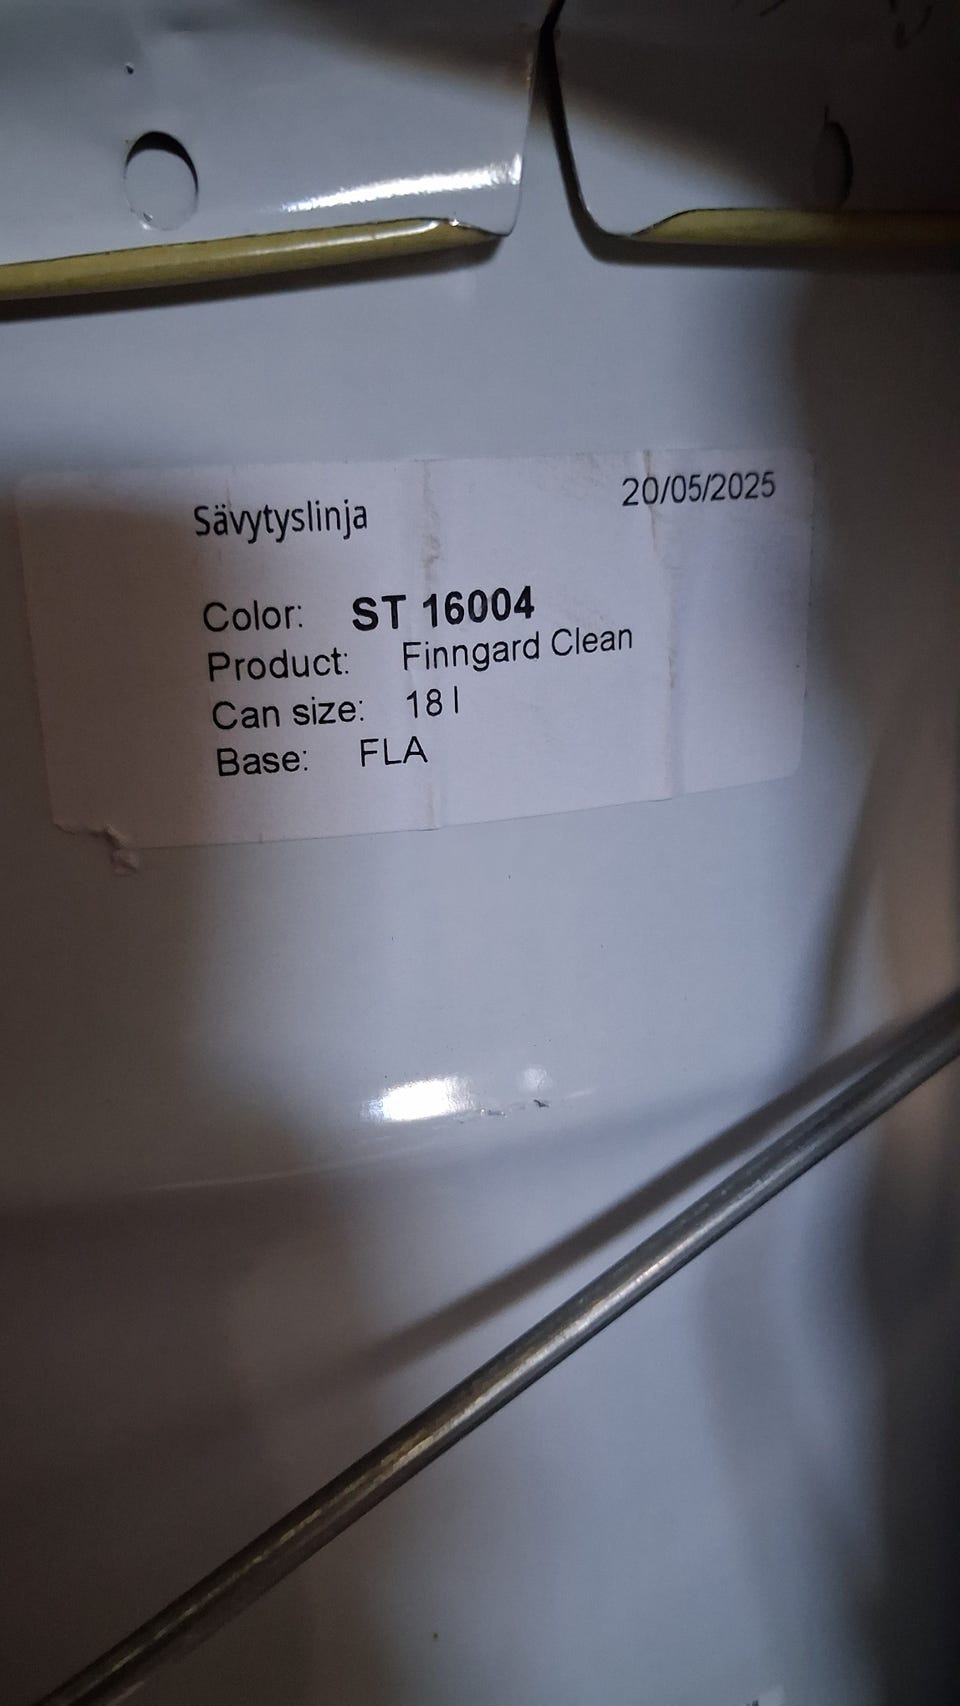 Sävytyslinja 20/05/2025
Color: ST 16004
Product: Finngard Clean
Can size: 18 l
Base: FLA